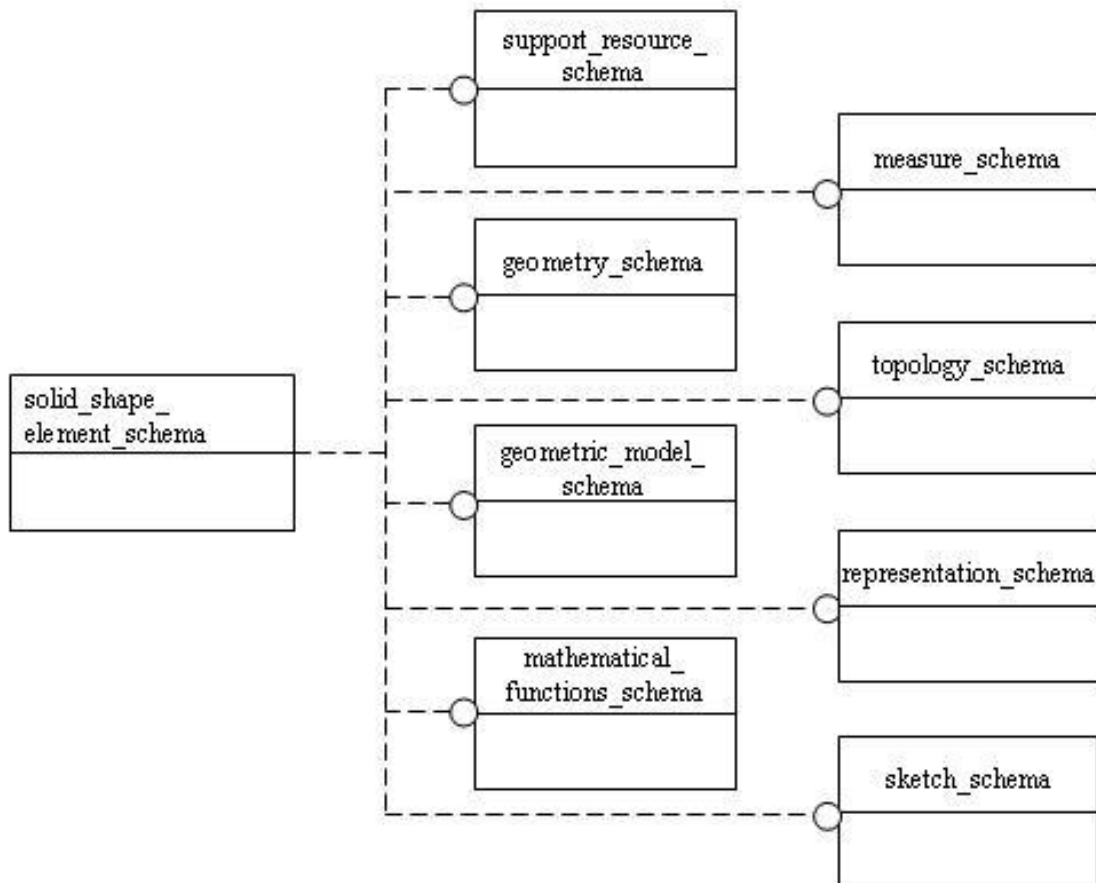 support_resource_
schema
measure_schema
geometry_schema
topology_schema
solid_shape_
element_schema
geometric_model_
schema
representation_schema
mathematical_
functions_schema
sketch_schema